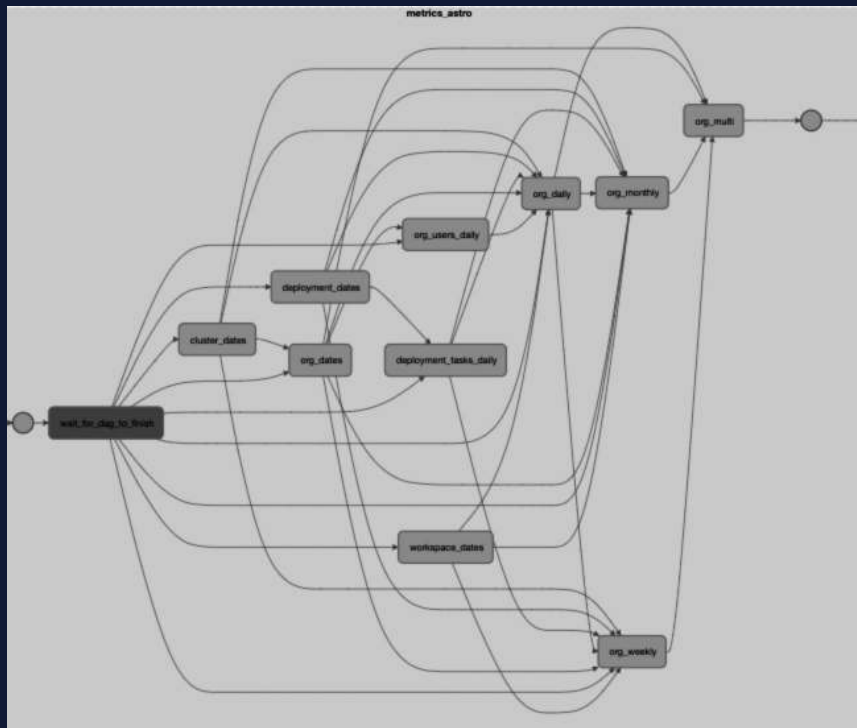 metrics_astro
org_multi
org_daily
org_monthly
org_users_daily
deployment_dates
cluster_dates
org_dates
deployment_tasks_daily
wait_for_dag_to_finish
workspace_dates
org_weekly